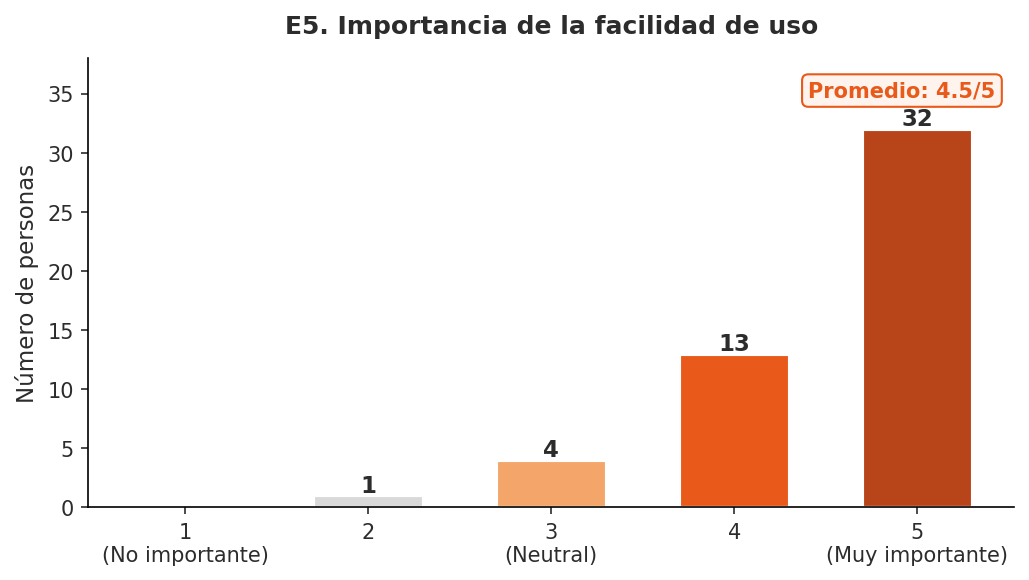 E5. Importancia de la facilidad de uso
Promedio: 4.5/5
Número de personas
35
30
25
20
15
10
5
0
32
13
4
1
1
2
3
4
5
(No importante)
(Neutral)
(Muy importante)